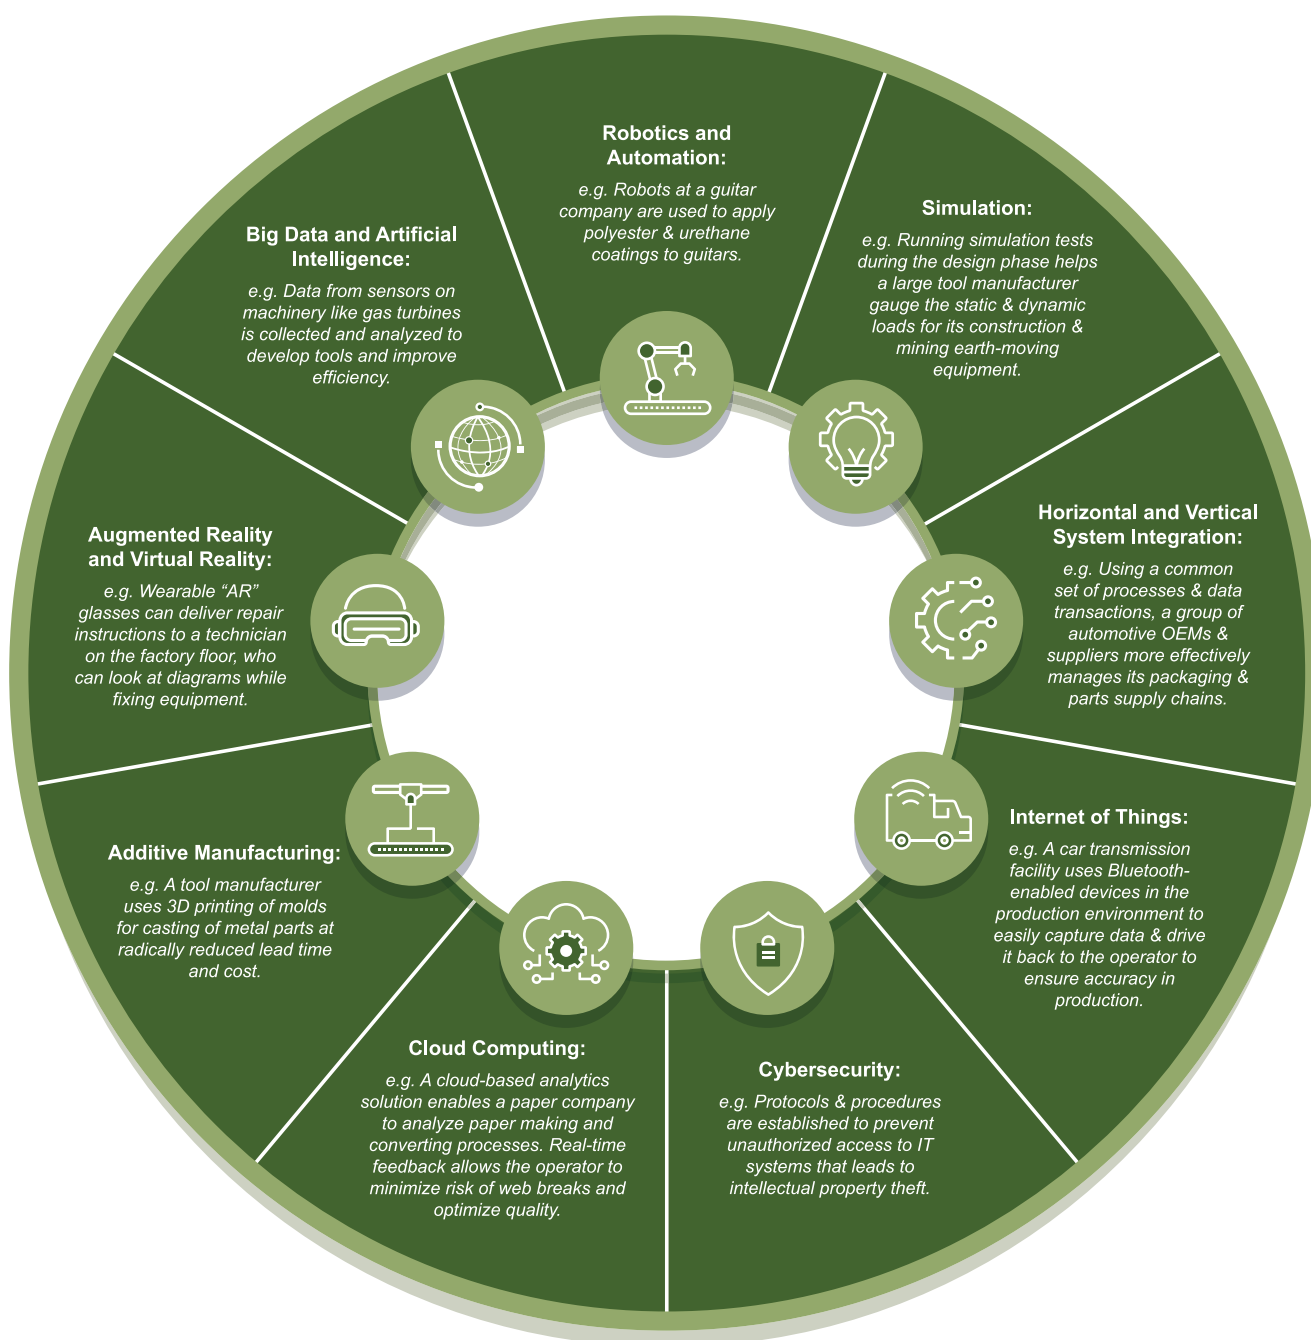 Robotics and
Automation:
e.g. Robots at a guitar
company are used to apply
polyester & urethane
coatings to guitars.
Simulation:
e.g. Running simulation tests
during the design phase helps
a large tool manufacturer
gauge the static & dynamic
loads for its construction &
mining earth-moving
equipment.
Horizontal and Vertical
System Integration:
e.g. Using a common
set of processes & data
transactions, a group of
automotive OEMs &
suppliers more effectively
manages its packaging &
parts supply chains.
Internet of Things:
e.g. A car transmission
facility uses Bluetooth-
enabled devices in the
production environment to
easily capture data & drive
it back to the operator to
ensure accuracy in
production.
Cybersecurity:
e.g. Protocols & procedures
are established to prevent
unauthorized access to IT
systems that leads to
intellectual property theft.
Cloud Computing:
e.g. A cloud-based analytics
solution enables a paper company
to analyze paper making and
converting processes. Real-time
feedback allows the operator to
minimize risk of web breaks and
optimize quality.
Additive Manufacturing:
e.g. A tool manufacturer
uses 3D printing of molds
for casting of metal parts at
radically reduced lead time
and cost.
Augmented Reality
and Virtual Reality:
e.g. Wearable “AR”
glasses can deliver repair
instructions to a technician
on the factory floor, who
can look at diagrams while
fixing equipment.
Big Data and Artificial
Intelligence:
e.g. Data from sensors on
machinery like gas turbines
is collected and analyzed to
develop tools and improve
efficiency.